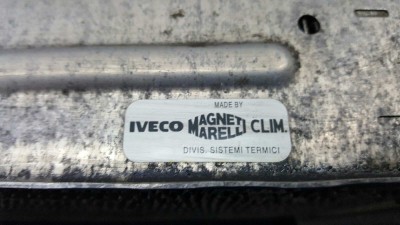 MADE BY
IVECO MAGNETI MARELLI CLIM.
DIVIS. SISTEMI TERMICI